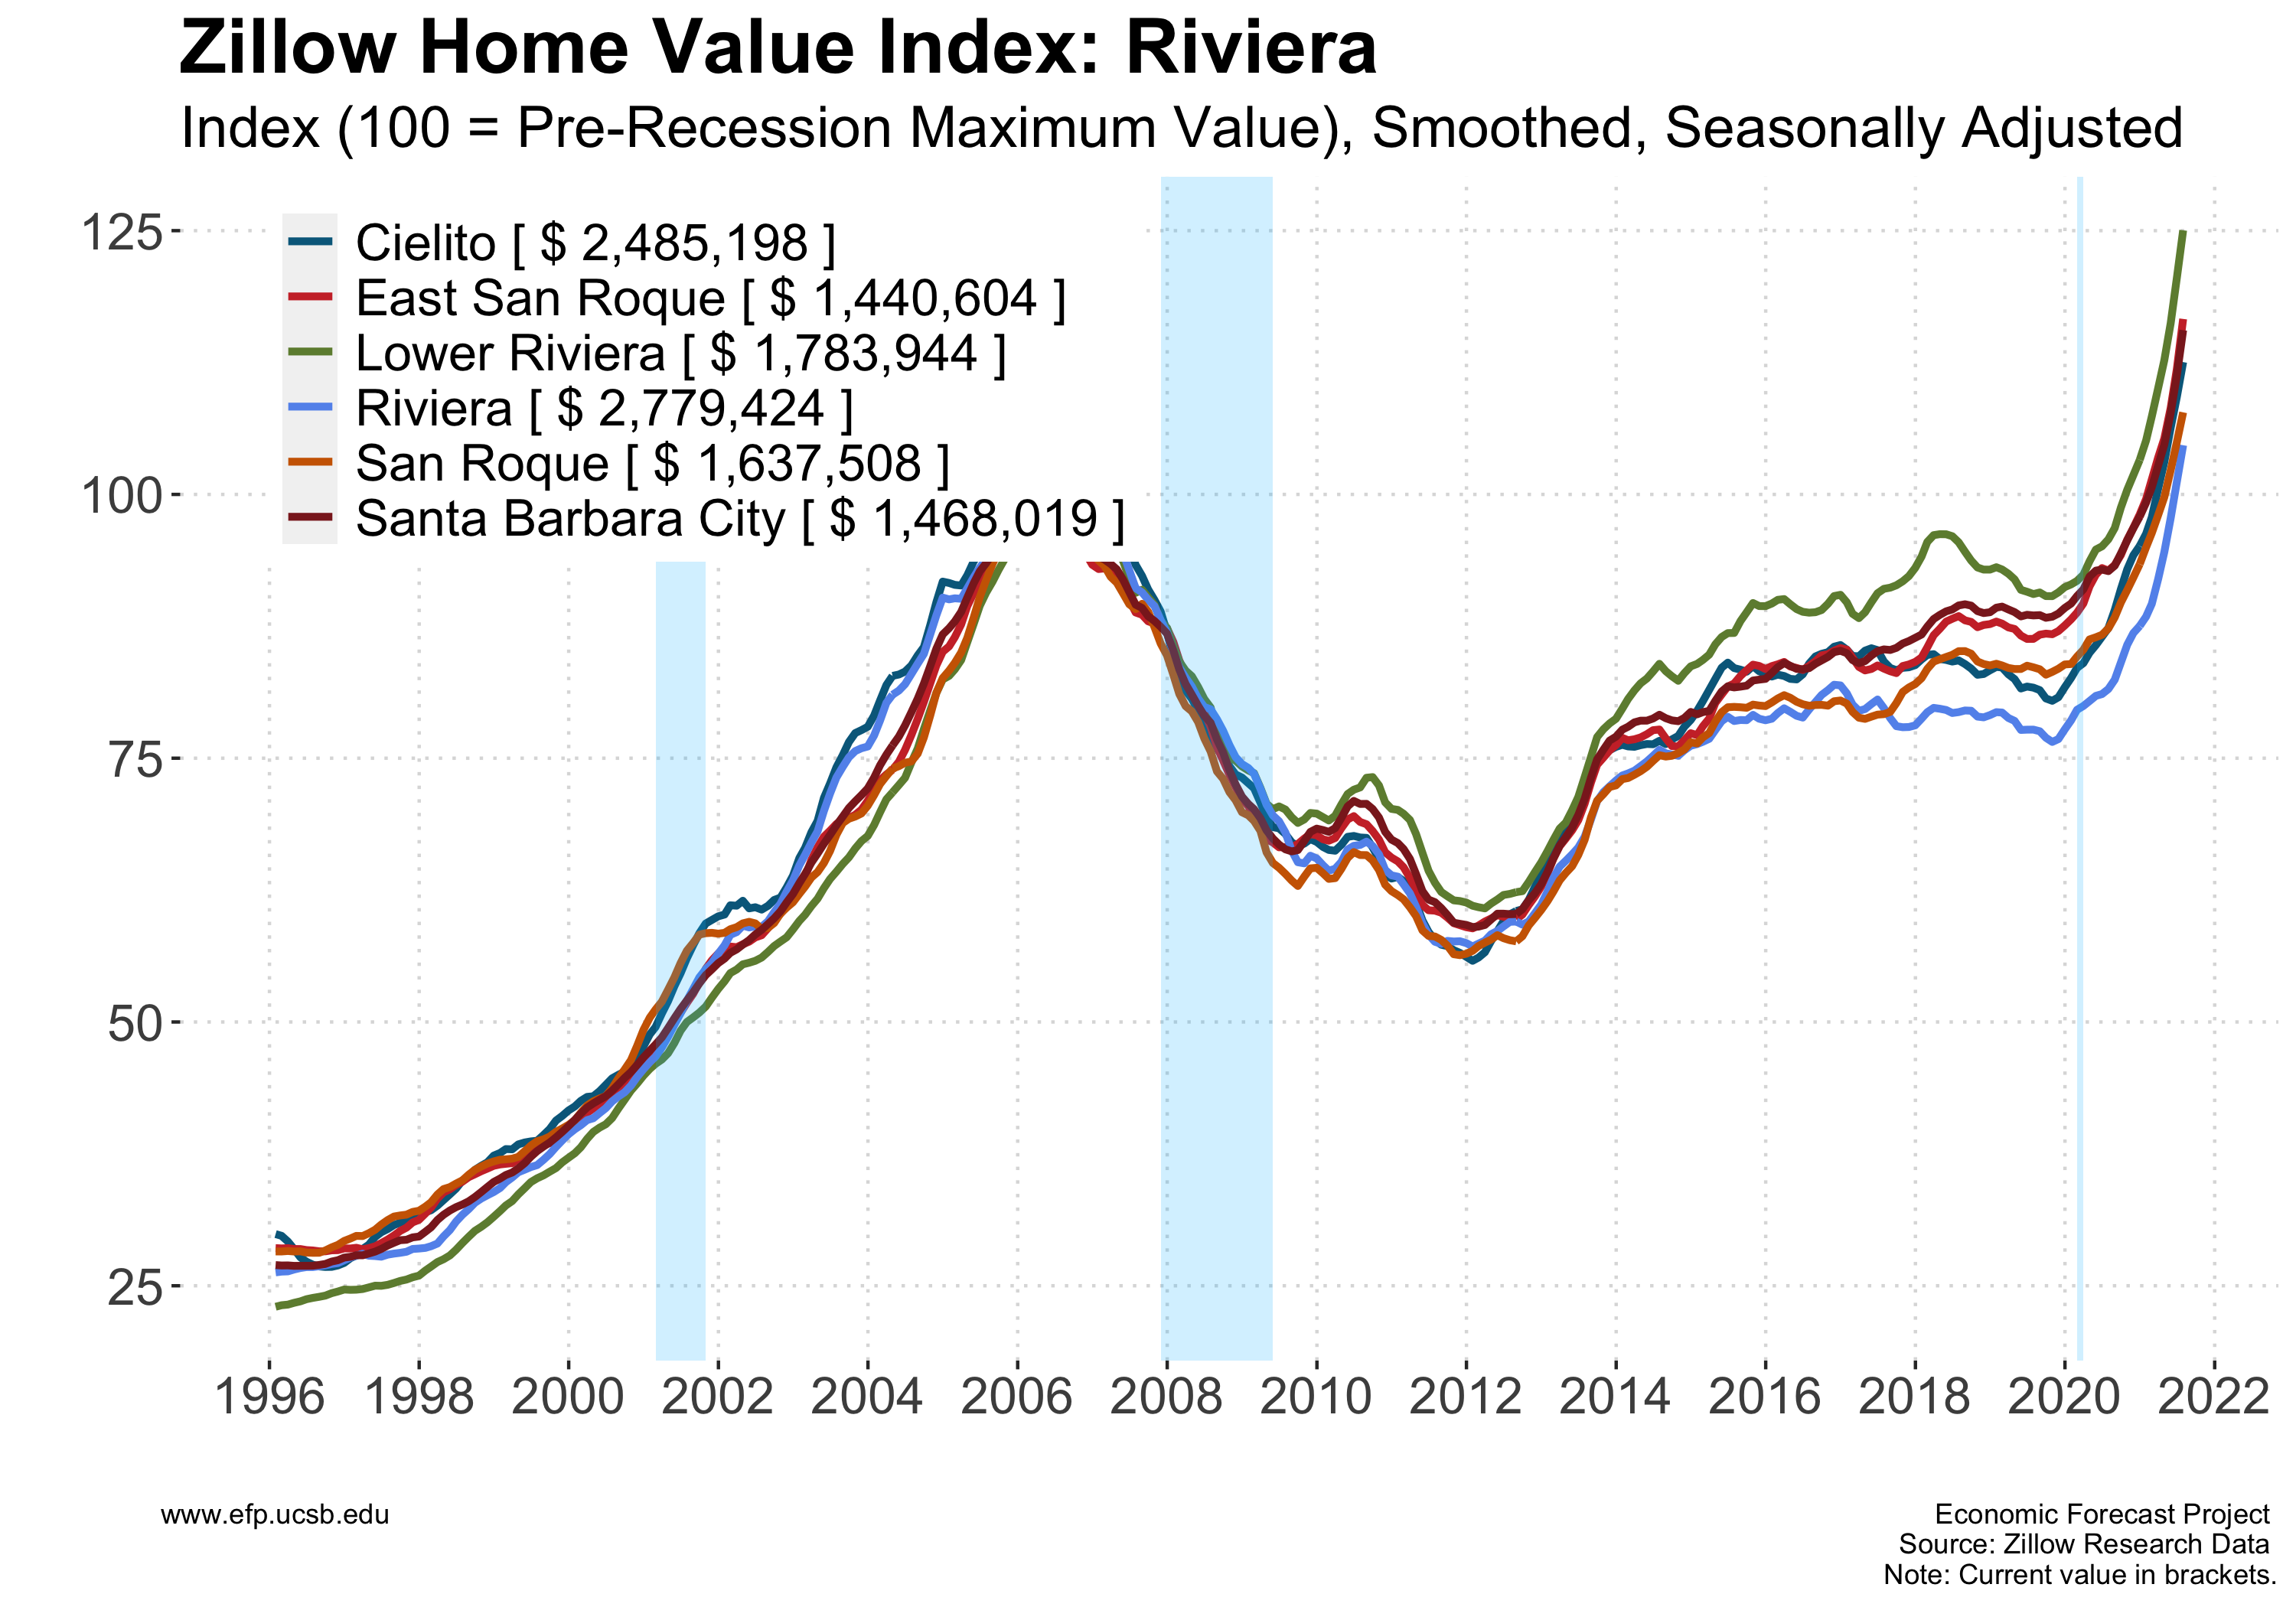 Zillow Home Value Index: Riviera
Index (100 = Pre-Recession Maximum Value), Smoothed, Seasonally Adjusted
125
100
75
50
25
Cielito [ $ 2,485,198 ]
East San Roque [ $ 1,440,604 ]
Lower Riviera [ $ 1,783,944 ]
Riviera [ $ 2,779,424 ]
San Roque [ $ 1,637,508 ]
Santa Barbara City [ $ 1,468,019 ]
1996 1998 2000 2002 2004 2006 2008 2010 2012 2014 2016 2018 2020 2022
www.efp.ucsb.edu
Economic Forecast Project
Source: Zillow Research Data
Note: Current value in brackets.